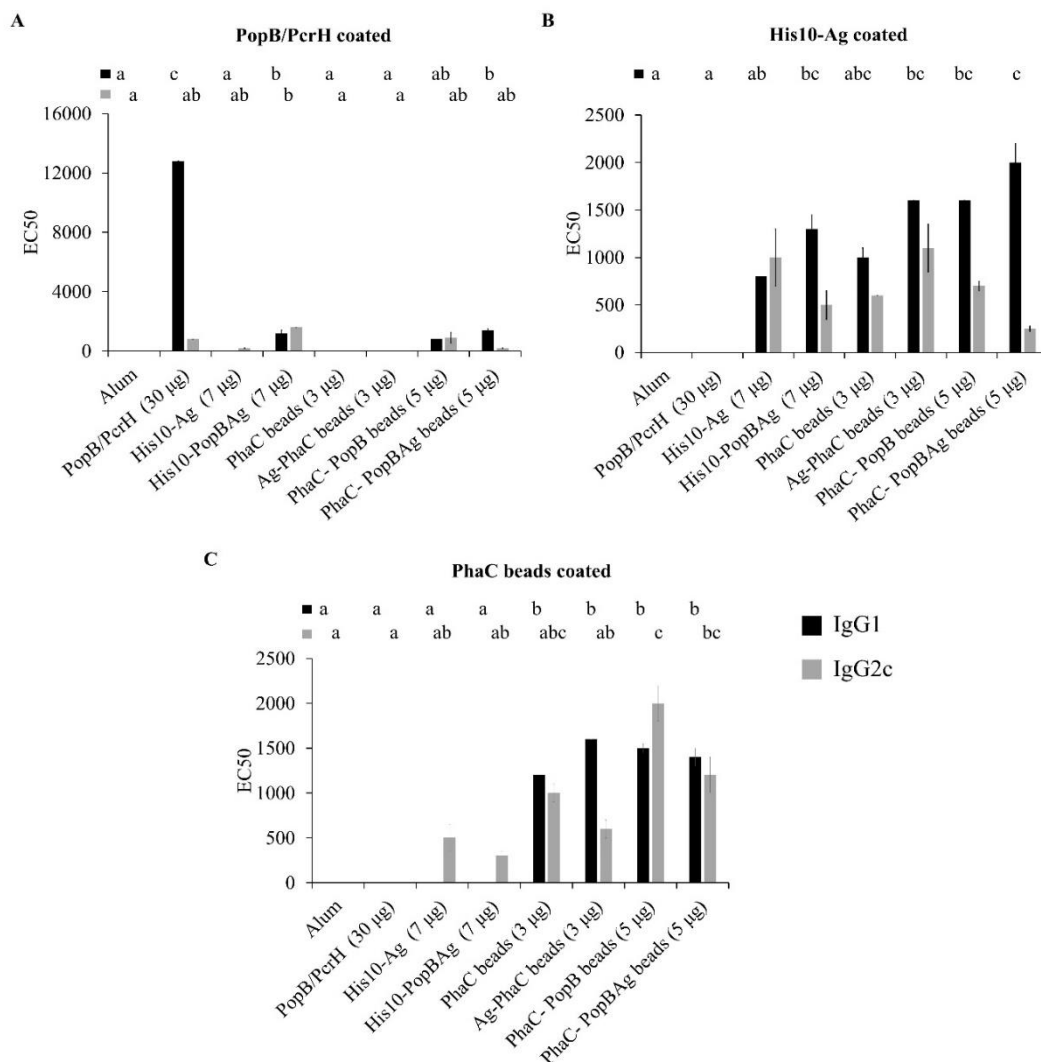 A
PopB/PcrH coated
a c a b a a ab b
a ab ab b a a ab ab
16000
12000
8000
4000
0
EC50
Alum
PopB/PcrH (30 µg)
His10-Ag (7 µg)
His10-PopBAg (7 µg)
PhaC beads (3 µg)
Ag-PhaC beads (3 µg)
PhaC- PopB beads (5 µg)
PhaC- PopBAg beads (5 µg)
B
His10-Ag coated
a a ab bc abc bc bc c
2500
2000
1500
1000
500
0
EC50
Alum
PopB/PcrH (30 µg)
His10-Ag (7 µg)
His10-PopBAg (7 µg)
PhaC beads (3 µg)
Ag-PhaC beads (3 µg)
PhaC- PopB beads (5 µg)
PhaC- PopBAg beads (5 µg)
C
PhaC beads coated
a a a a b b b b
a a ab ab abc ab c bc
2500
2000
1500
1000
500
0
EC50
Alum
PopB/PcrH (30 µg)
His10-Ag (7 µg)
His10-PopBAg (7 µg)
PhaC beads (3 µg)
Ag-PhaC beads (3 µg)
PhaC- PopB beads (5 µg)
PhaC- PopBAg beads (5 µg)
IgG1
IgG2c